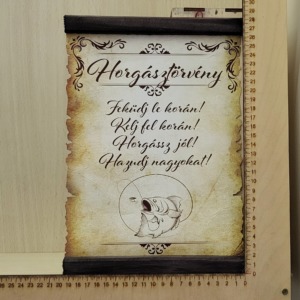 Horgásztörvény
Feküdj le korán!
Kelj fel korán!
Horgássz jól!
Hazudj nagyokat!